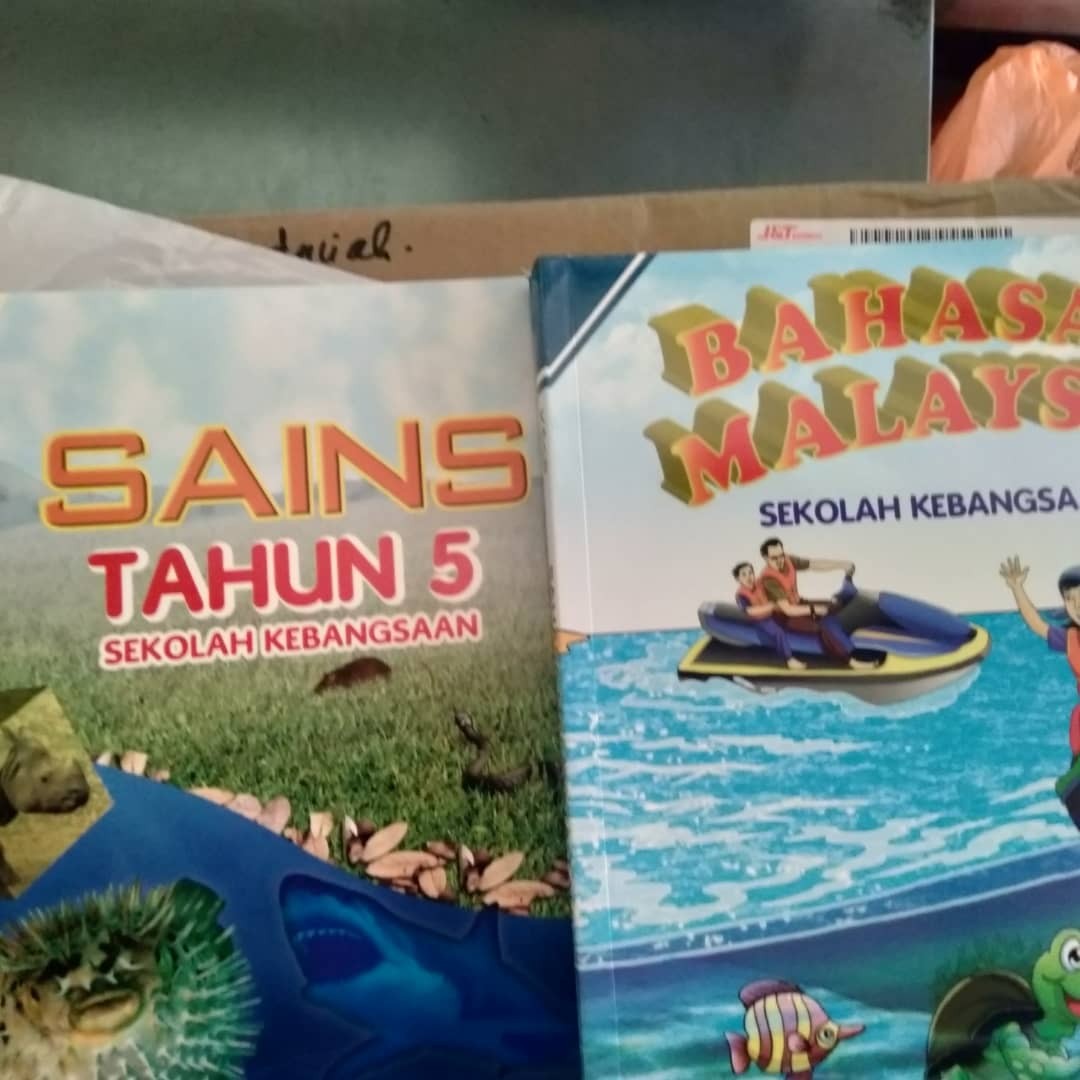 J&T
SAINS
TAHUN 5
SEKOLAH KEBANGSAAN
BAHASA
MALAYS
SEKOLAH KEBANGSA